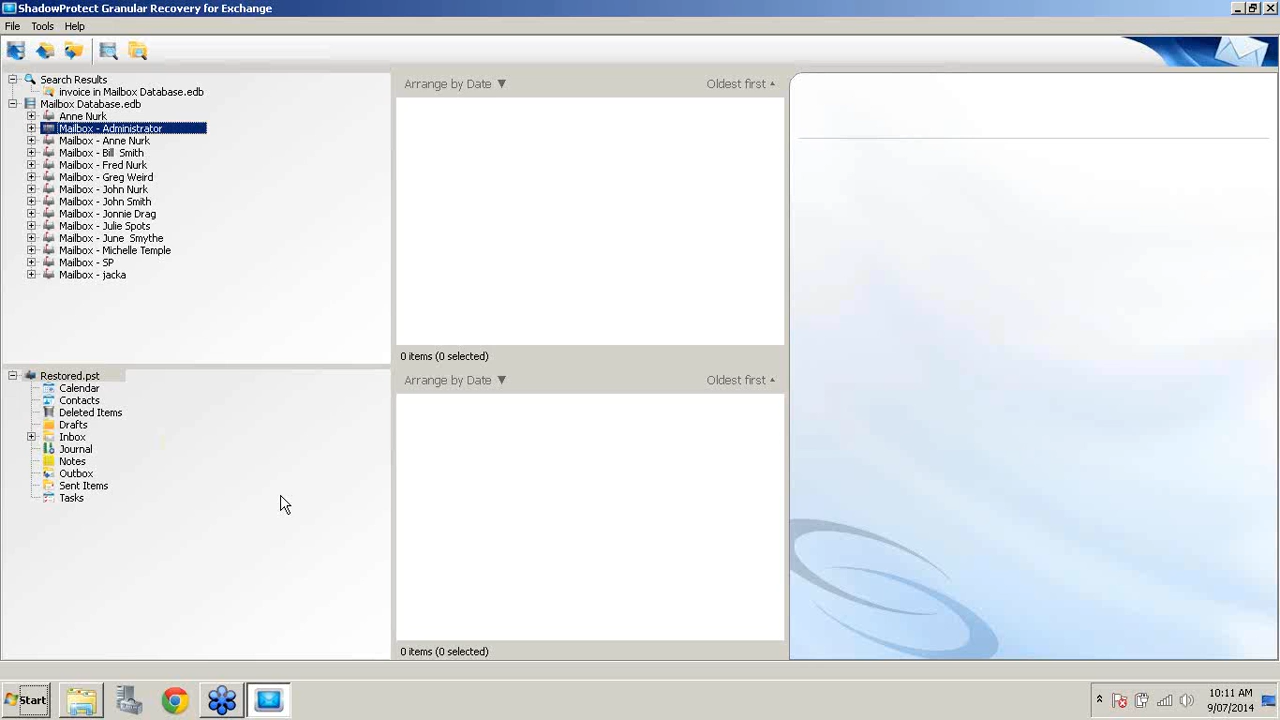 ShadowProtect Granular Recovery for Exchange
File Tools Help
Search Results
invoice in Mailbox Database.edb
Mailbox Database.edb
Anne Nurk
Mailbox - Administrator
Mailbox - Anne Nurk
Mailbox - Bill  Smith
Mailbox - Fred Nurk
Mailbox - Greg Weird
Mailbox - John Nurk
Mailbox - John Smith
Mailbox - Jonnie Drag
Mailbox - Julie Spots
Mailbox - June  Smythe
Mailbox - Michelle Temple
Mailbox - SP
Mailbox - jacka
Arrange by Date ▼ Oldest first
0 items (0 selected)
Restored.pst
Calendar
Contacts
Deleted Items
Drafts
Inbox
Journal
Notes
Outbox
Sent Items
Tasks
Arrange by Date ▼ Oldest first
0 items (0 selected)
Start
10:11 AM
9/07/2014